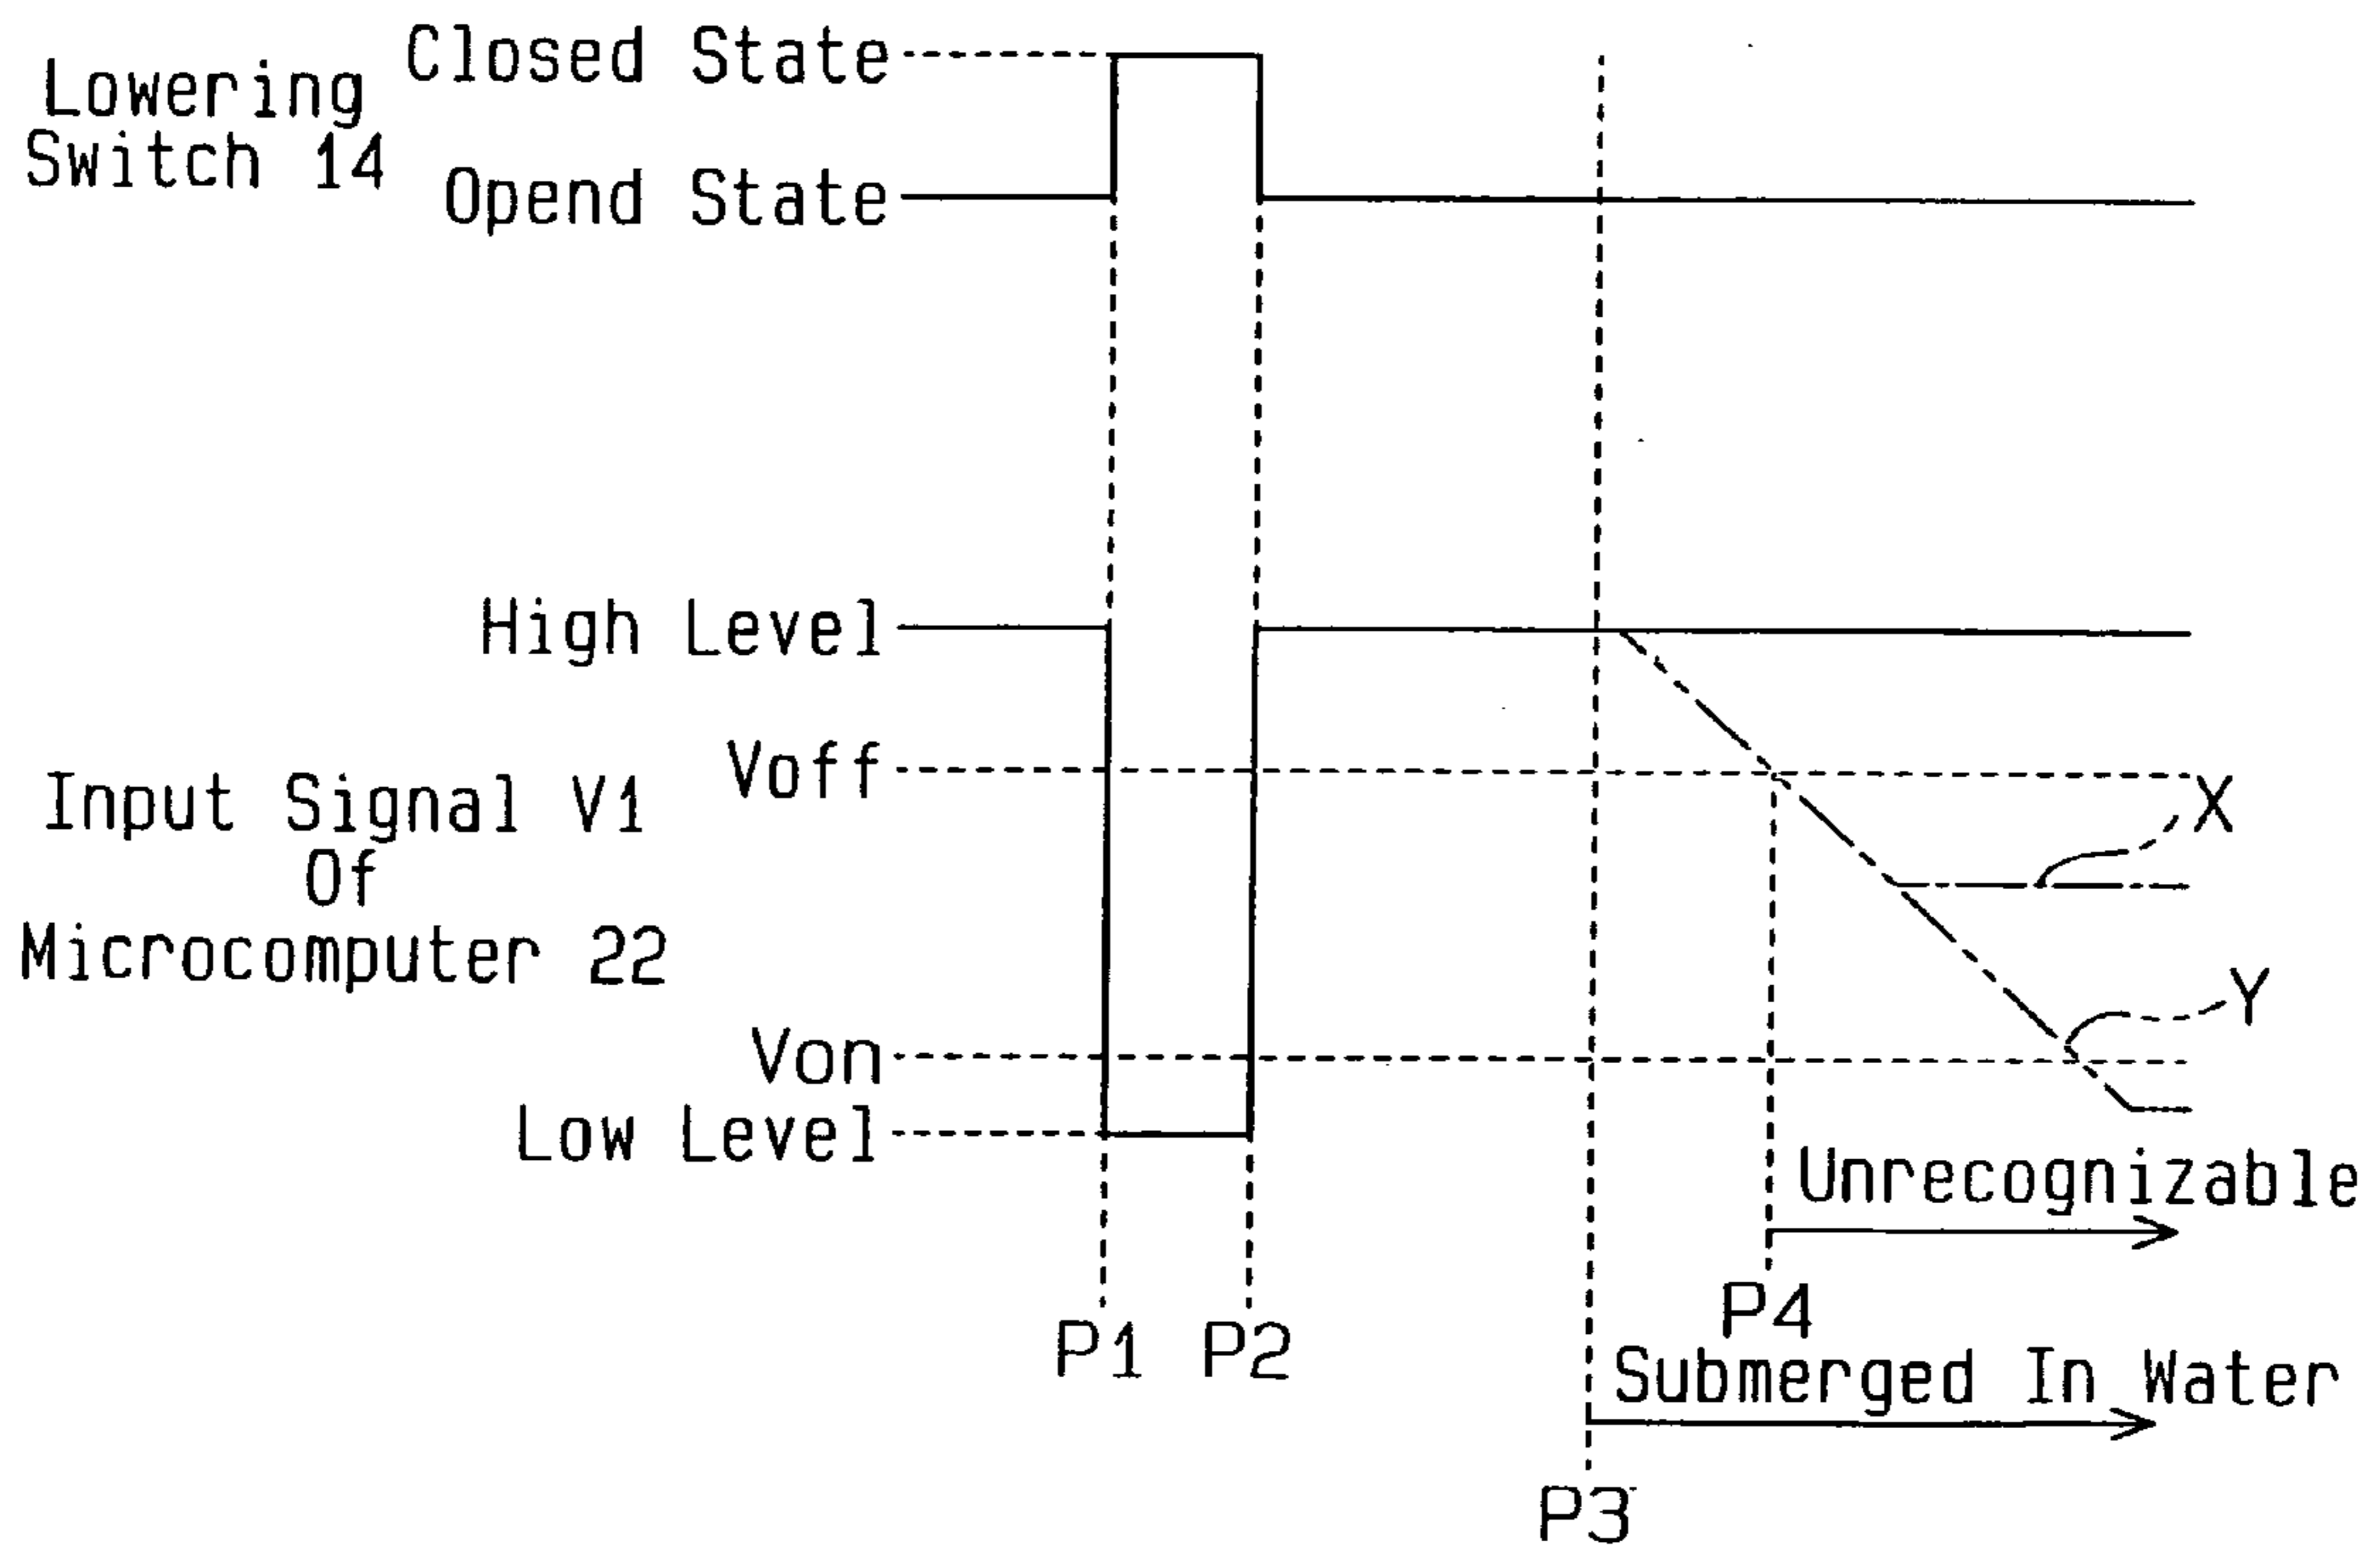 Closed State
Lowering
Switch 14
Opend State
High Level
Voff
Input Signal V1
Of
Microcomputer 22
X
Y
Von
Low Level
Unrecognizable
P4
P1 P2
Submerged In Water
P3